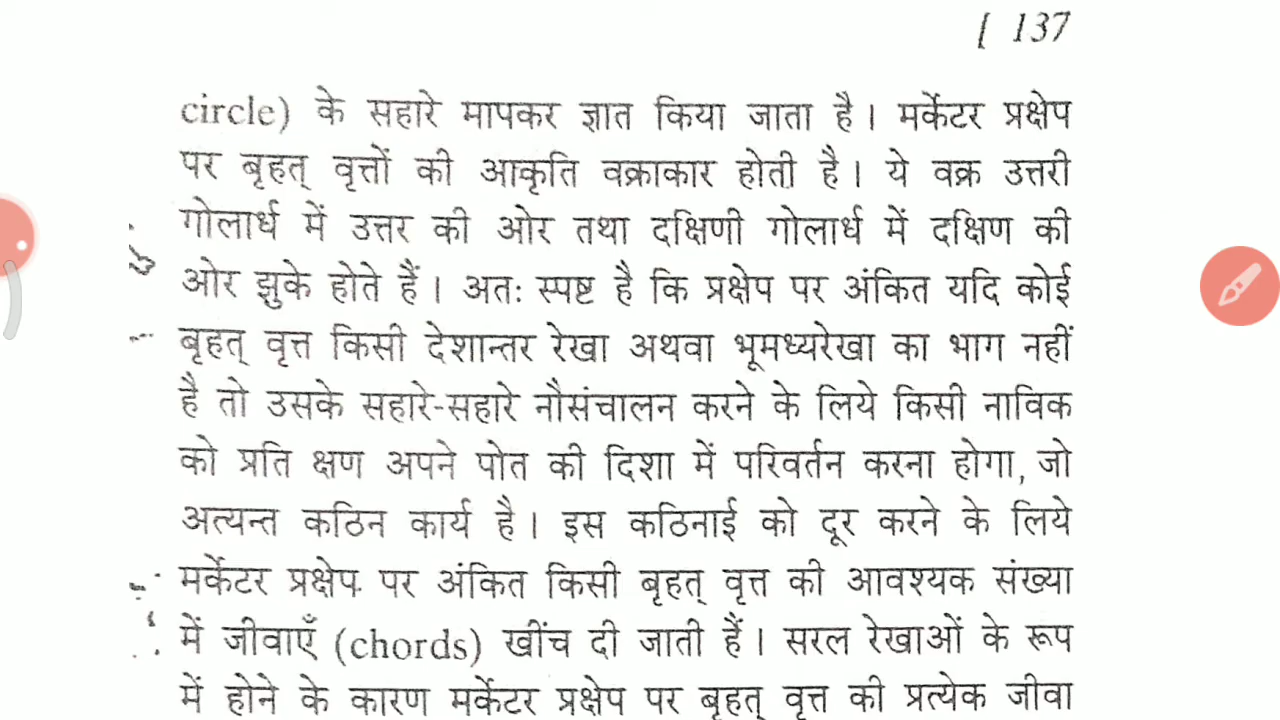 [ 137
circle) के सहारे मापकर ज्ञात किया जाता है। मर्केटर प्रक्षेप
पर बृहत् वृत्तों की आकृति वक्राकार होती है। ये वक्र उत्तरी
गोलार्ध में उत्तर की ओर तथा दक्षिणी गोलार्ध में दक्षिण की
ओर झुके होते हैं। अतः स्पष्ट है कि प्रक्षेप पर अंकित यदि कोई
बृहत् वृत्त किसी देशान्तर रेखा अथवा भूमध्यरेखा का भाग नहीं
है तो उसके सहारे-सहारे नौसंचालन करने के लिये किसी नाविक
को प्रति क्षण अपने पोत की दिशा में परिवर्तन करना होगा, जो
अत्यन्त कठिन कार्य है। इस कठिनाई को दूर करने के लिये
मर्केटर प्रक्षेप पर अंकित किसी बृहत् वृत्त की आवश्यक संख्या
में जीवाएँ (chords) खींच दी जाती हैं। सरल रेखाओं के रूप
में होने के कारण मर्केटर प्रक्षेप पर बृहत् वृत्त की प्रत्येक जीवा